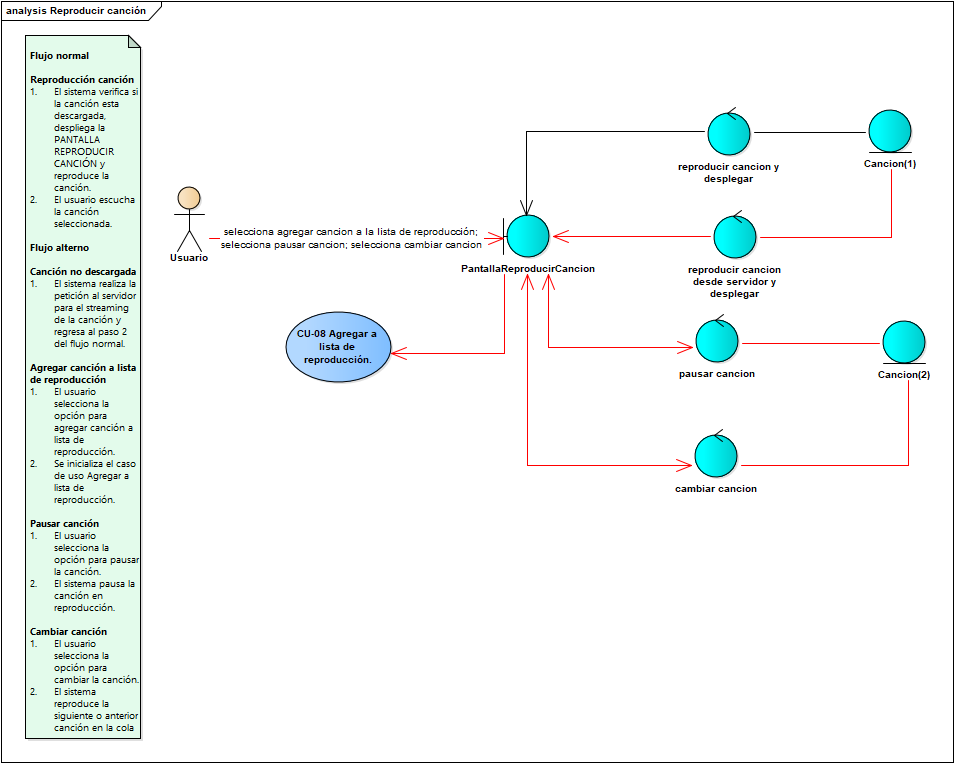 analysis Reproducir canción
Flujo normal
Reproducción canción
1. El sistema verifica si
la canción esta
descargada,
despliega la
PANTALLA
REPRODUCIR
CANCIÓN y
reproduce la
canción.
2. El usuario escucha
la canción
seleccionada.
Flujo alterno
Canción no descargada
1. El sistema realiza la
petición al servidor
para el streaming
de la canción y
regresa al paso 2
del flujo normal.
Agregar canción a lista
de reproducción
1. El usuario
selecciona la
opción para
agregar canción a
lista de
reproducción.
2. Se inicializa el caso
de uso Agregar a
lista de
reproducción.
Pausar canción
1. El usuario
selecciona la
opción para pausar
la canción.
2. El sistema pausa la
canción en
reproducción.
Cambiar canción
1. El usuario
selecciona la
opción para
cambiar la canción.
2. El sistema
reproduce la
siguiente o anterior
canción en la cola
Usuario
selecciona agregar cancion a la lista de reproducción;
selecciona pausar cancion; selecciona cambiar cancion
PantallaReproducirCancion
CU-08 Agregar a
lista de
reproducción.
reproducir cancion y
desplegar
Cancion(1)
reproducir cancion
desde servidor y
desplegar
pausar cancion
Cancion(2)
cambiar cancion